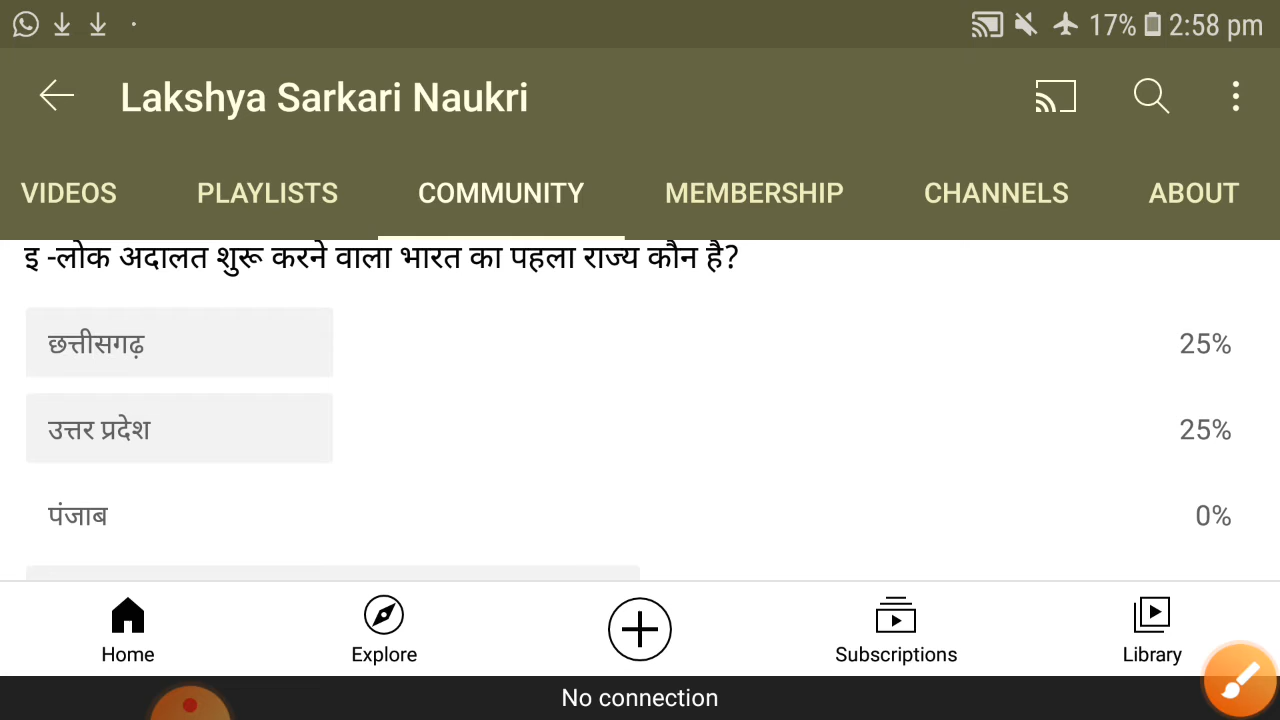 17% 2:58 pm
Lakshya Sarkari Naukri
VIDEOS PLAYLISTS COMMUNITY MEMBERSHIP CHANNELS ABOUT
इ -लोक अदालत शुरू करने वाला भारत का पहला राज्य कौन है?
छत्तीसगढ़ 25%
उत्तर प्रदेश 25%
पंजाब 0%
Home Explore Subscriptions Library
No connection